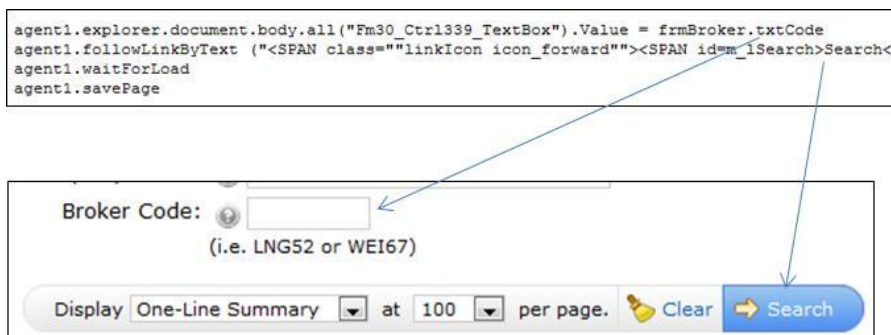 agent1.explorer.document.body.all("Fm30_Ctrl339_TextBox").Value = frmBroker.txtCode
agent1.followLinkByText ("<SPAN class=""linkIcon icon_forward""><SPAN id=m_lSearch>Search<
agent1.waitForLoad
agent1.savePage
Broker Code:
(i.e. LNG52 or WEI67)
Display One-Line Summary at 100 per page. Clear Search